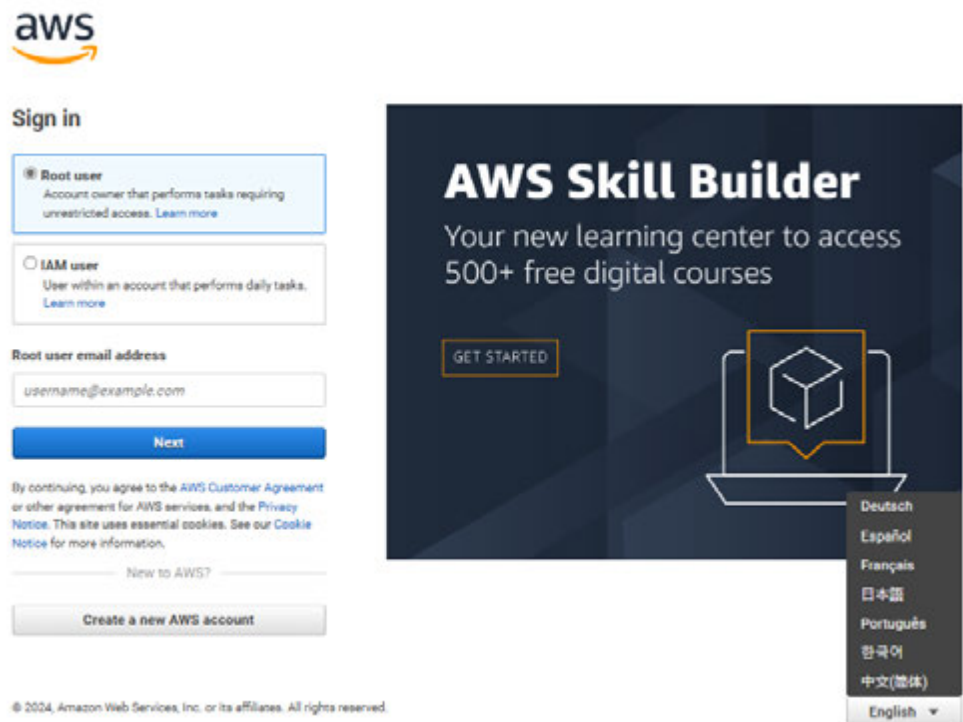 aws
Sign in
Root user
Account owner that performs tasks requiring
unrestricted access. Learn more
IAM user
User within an account that performs daily tasks.
Learn more
Root user email address
username@example.com
Next
By continuing, you agree to the AWS Customer Agreement
or other agreement for AWS services, and the Privacy
Notice. This site uses essential cookies. See our Cookie
Notice for more information.
New to AWS?
Create a new AWS account
AWS Skill Builder
Your new learning center to access
500+ free digital courses
GET STARTED
Deutsch
Español
Français
日本語
Português
한국어
中文(简体)
English
© 2024, Amazon Web Services, Inc. or its affiliates. All rights reserved.